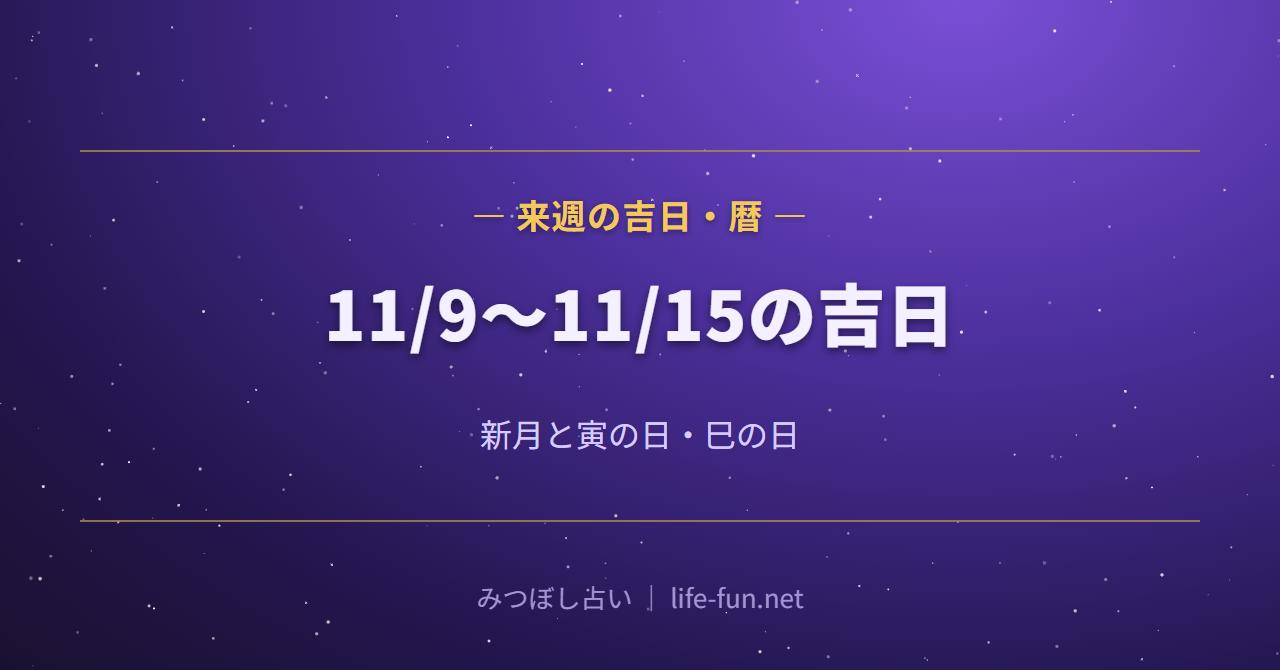 ― 来週の吉日・暦 ―
11/9〜11/15の吉日
新月と寅の日・巳の日
みつぼし占い｜life-fun.net